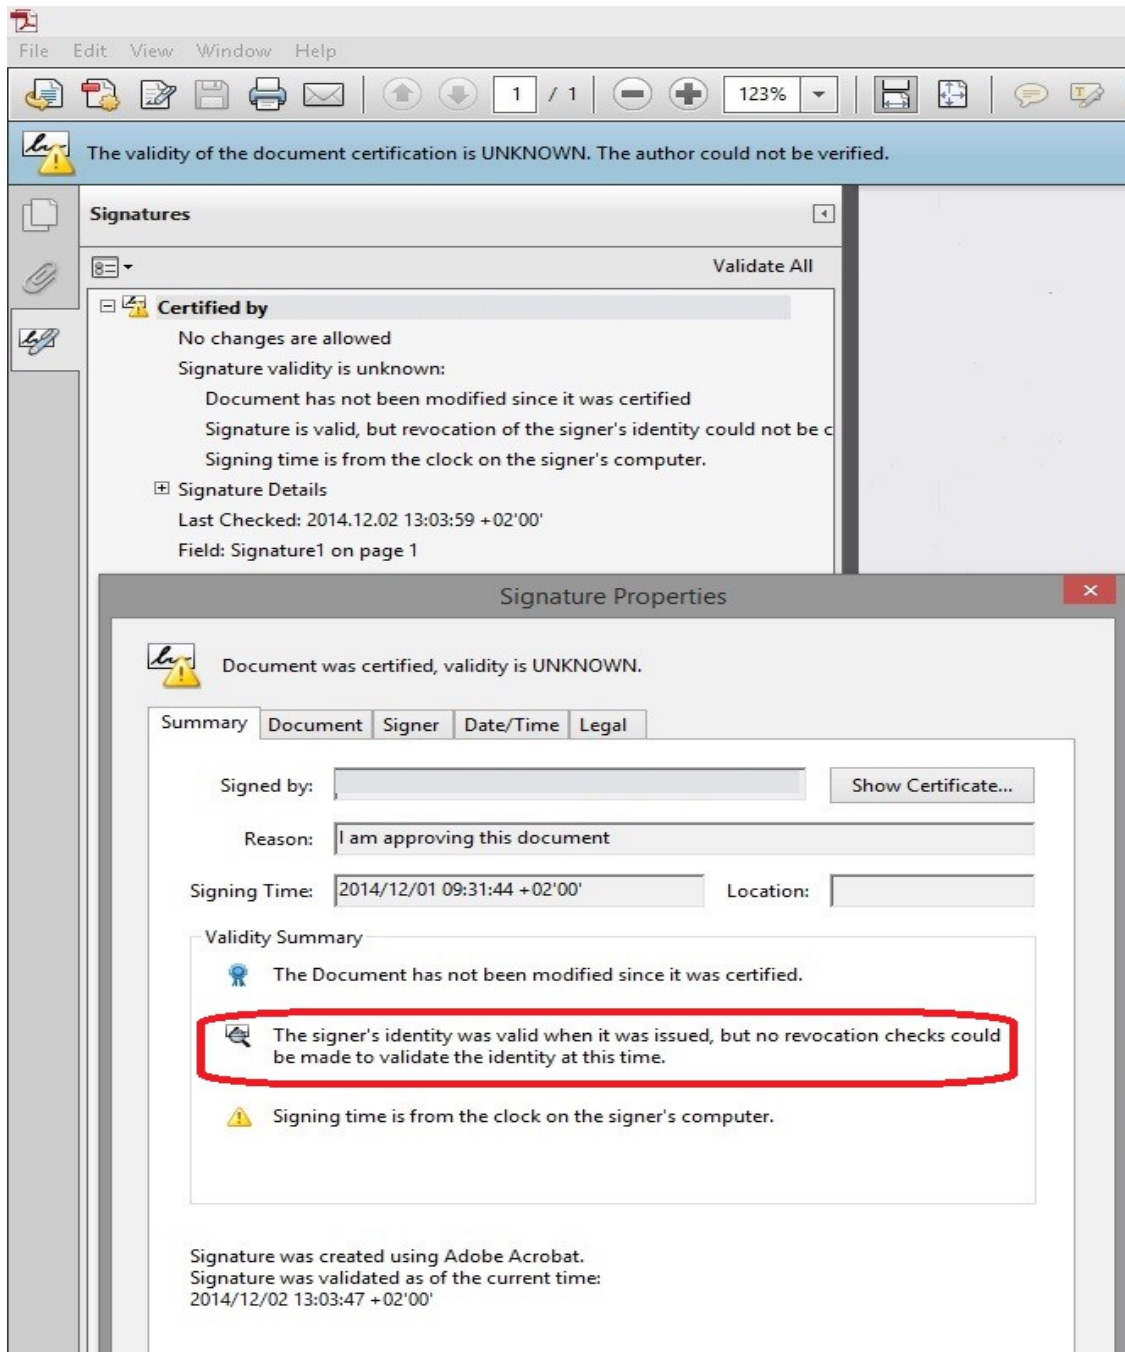 File Edit View Window Help
1 / 1 123%
The validity of the document certification is UNKNOWN. The author could not be verified.
Signatures
Validate All
Certified by
No changes are allowed
Signature validity is unknown:
Document has not been modified since it was certified
Signature is valid, but revocation of the signer's identity could not be c
Signing time is from the clock on the signer's computer.
Signature Details
Last Checked: 2014.12.02 13:03:59 +02'00'
Field: Signature1 on page 1
Signature Properties
Document was certified, validity is UNKNOWN.
Summary Document Signer Date/Time Legal
Signed by: Show Certificate...
Reason: I am approving this document
Signing Time: 2014/12/01 09:31:44 +02'00' Location:
Validity Summary
The Document has not been modified since it was certified.
The signer's identity was valid when it was issued, but no revocation checks could
be made to validate the identity at this time.
Signing time is from the clock on the signer's computer.
Signature was created using Adobe Acrobat.
Signature was validated as of the current time:
2014/12/02 13:03:47 +02'00'